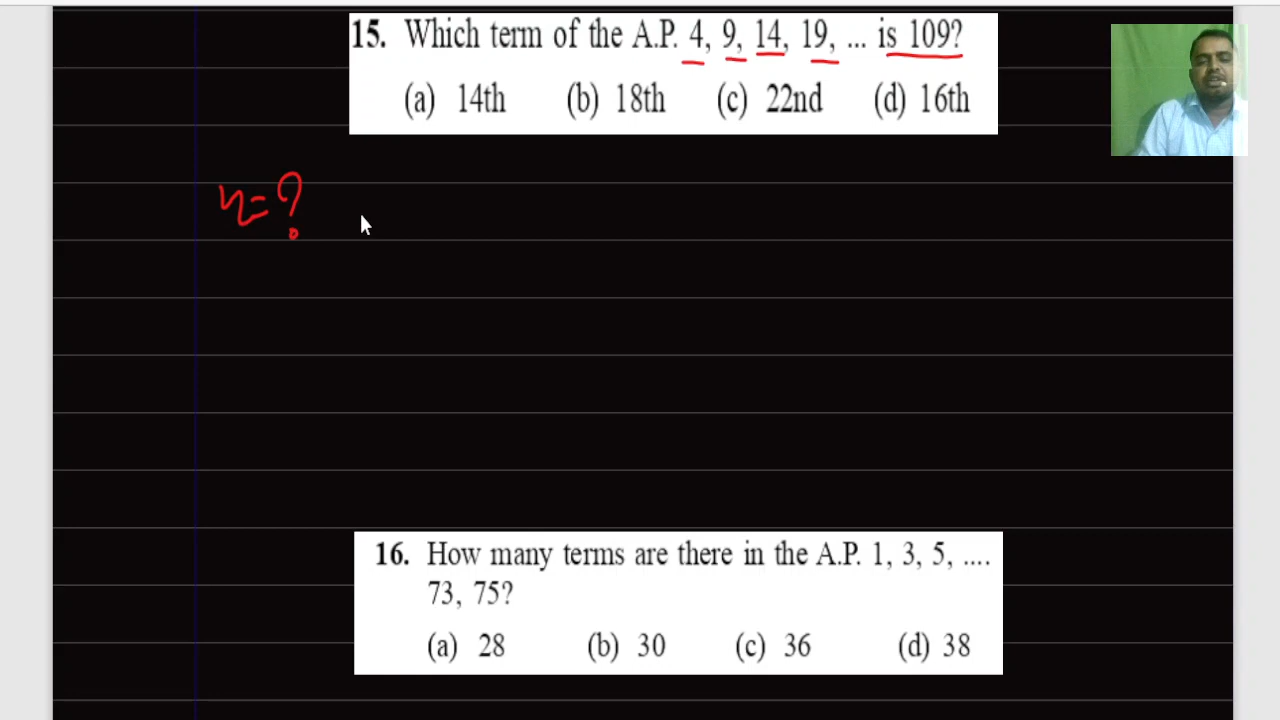 15. Which term of the A.P. 4, 9, 14, 19, ... is 109?
(a) 14th (b) 18th (c) 22nd (d) 16th
n=?
16. How many terms are there in the A.P. 1, 3, 5, ....
73, 75?
(a) 28 (b) 30 (c) 36 (d) 38